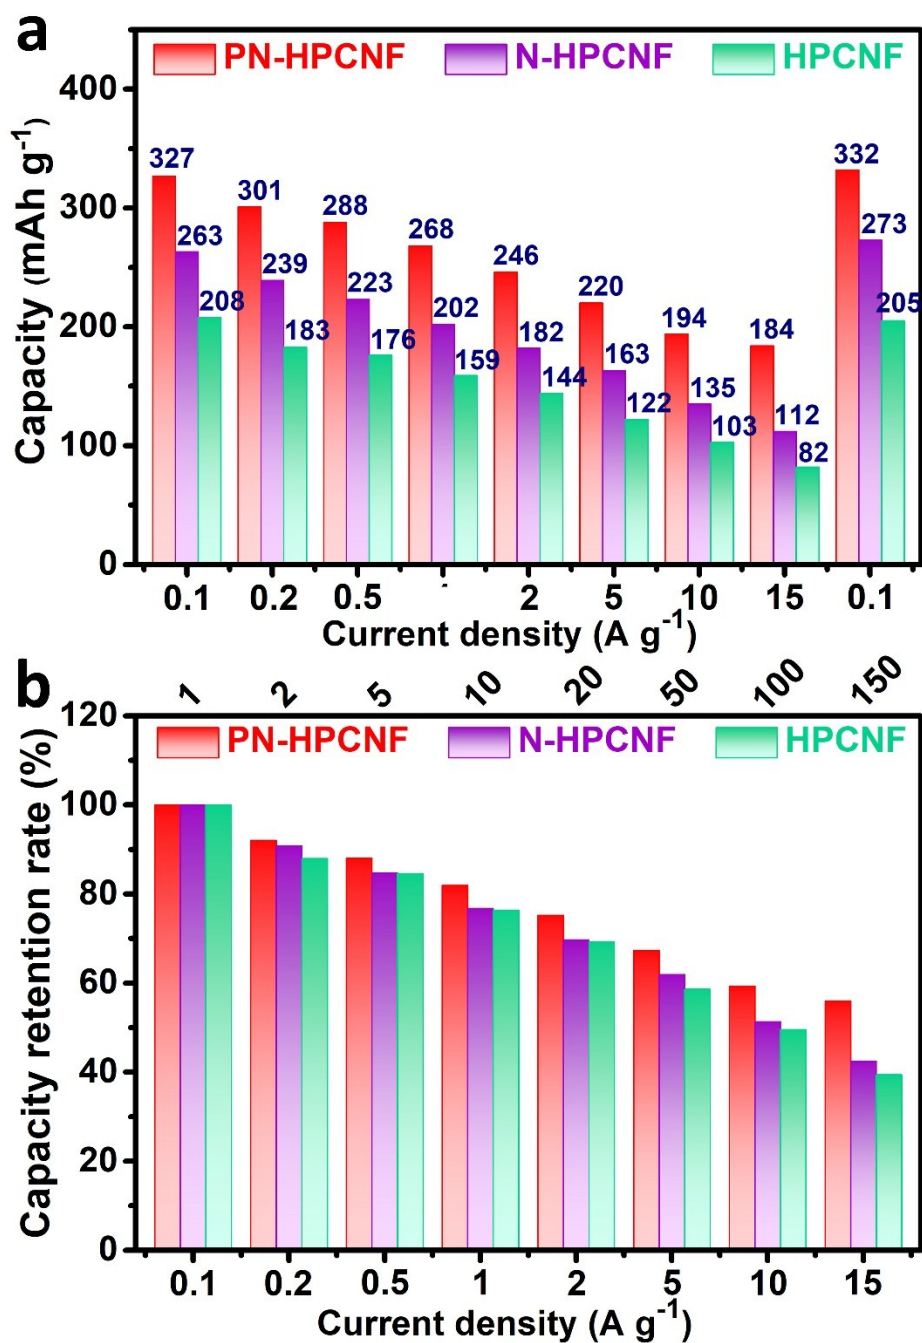 a
PN-HPCNF N-HPCNF HPCNF
Capacity (mAh g⁻¹)
400
300
200
100
0
327 263 208
301 239 183
288 223 176
268 202 159
246 182 144
220 163 122
194 135 103
184 112 82
332 273 205
0.1 0.2 0.5 2 5 10 15 0.1
Current density (A g⁻¹)
b
1 2 5 10 20 50 100 150
PN-HPCNF N-HPCNF HPCNF
Capacity retention rate (%)
120
100
80
60
40
20
0
0.1 0.2 0.5 1 2 5 10 15
Current density (A g⁻¹)